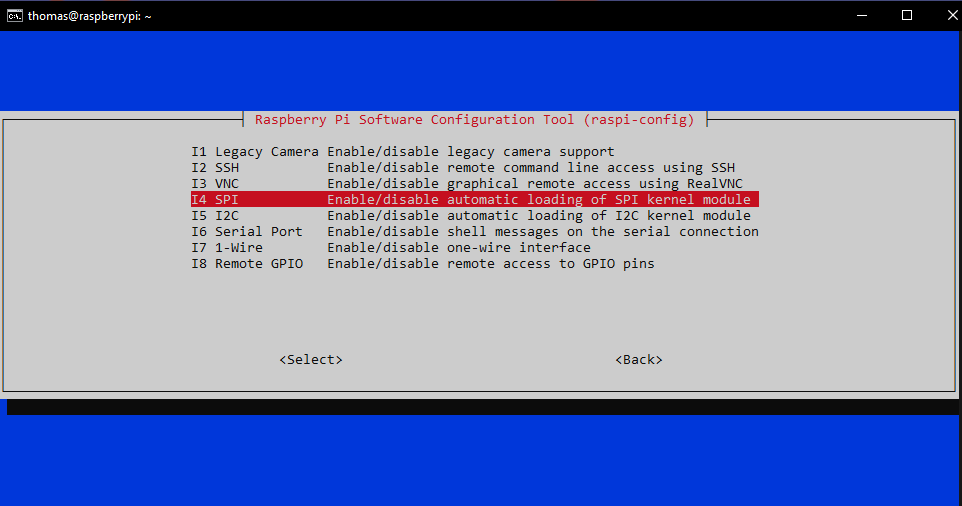 thomas@raspberrypi: ~
Raspberry Pi Software Configuration Tool (raspi-config)
I1 Legacy Camera Enable/disable legacy camera support
I2 SSH Enable/disable remote command line access using SSH
I3 VNC Enable/disable graphical remote access using RealVNC
I4 SPI Enable/disable automatic loading of SPI kernel module
I5 I2C Enable/disable automatic loading of I2C kernel module
I6 Serial Port Enable/disable shell messages on the serial connection
I7 1-Wire Enable/disable one-wire interface
I8 Remote GPIO Enable/disable remote access to GPIO pins
<Select> <Back>